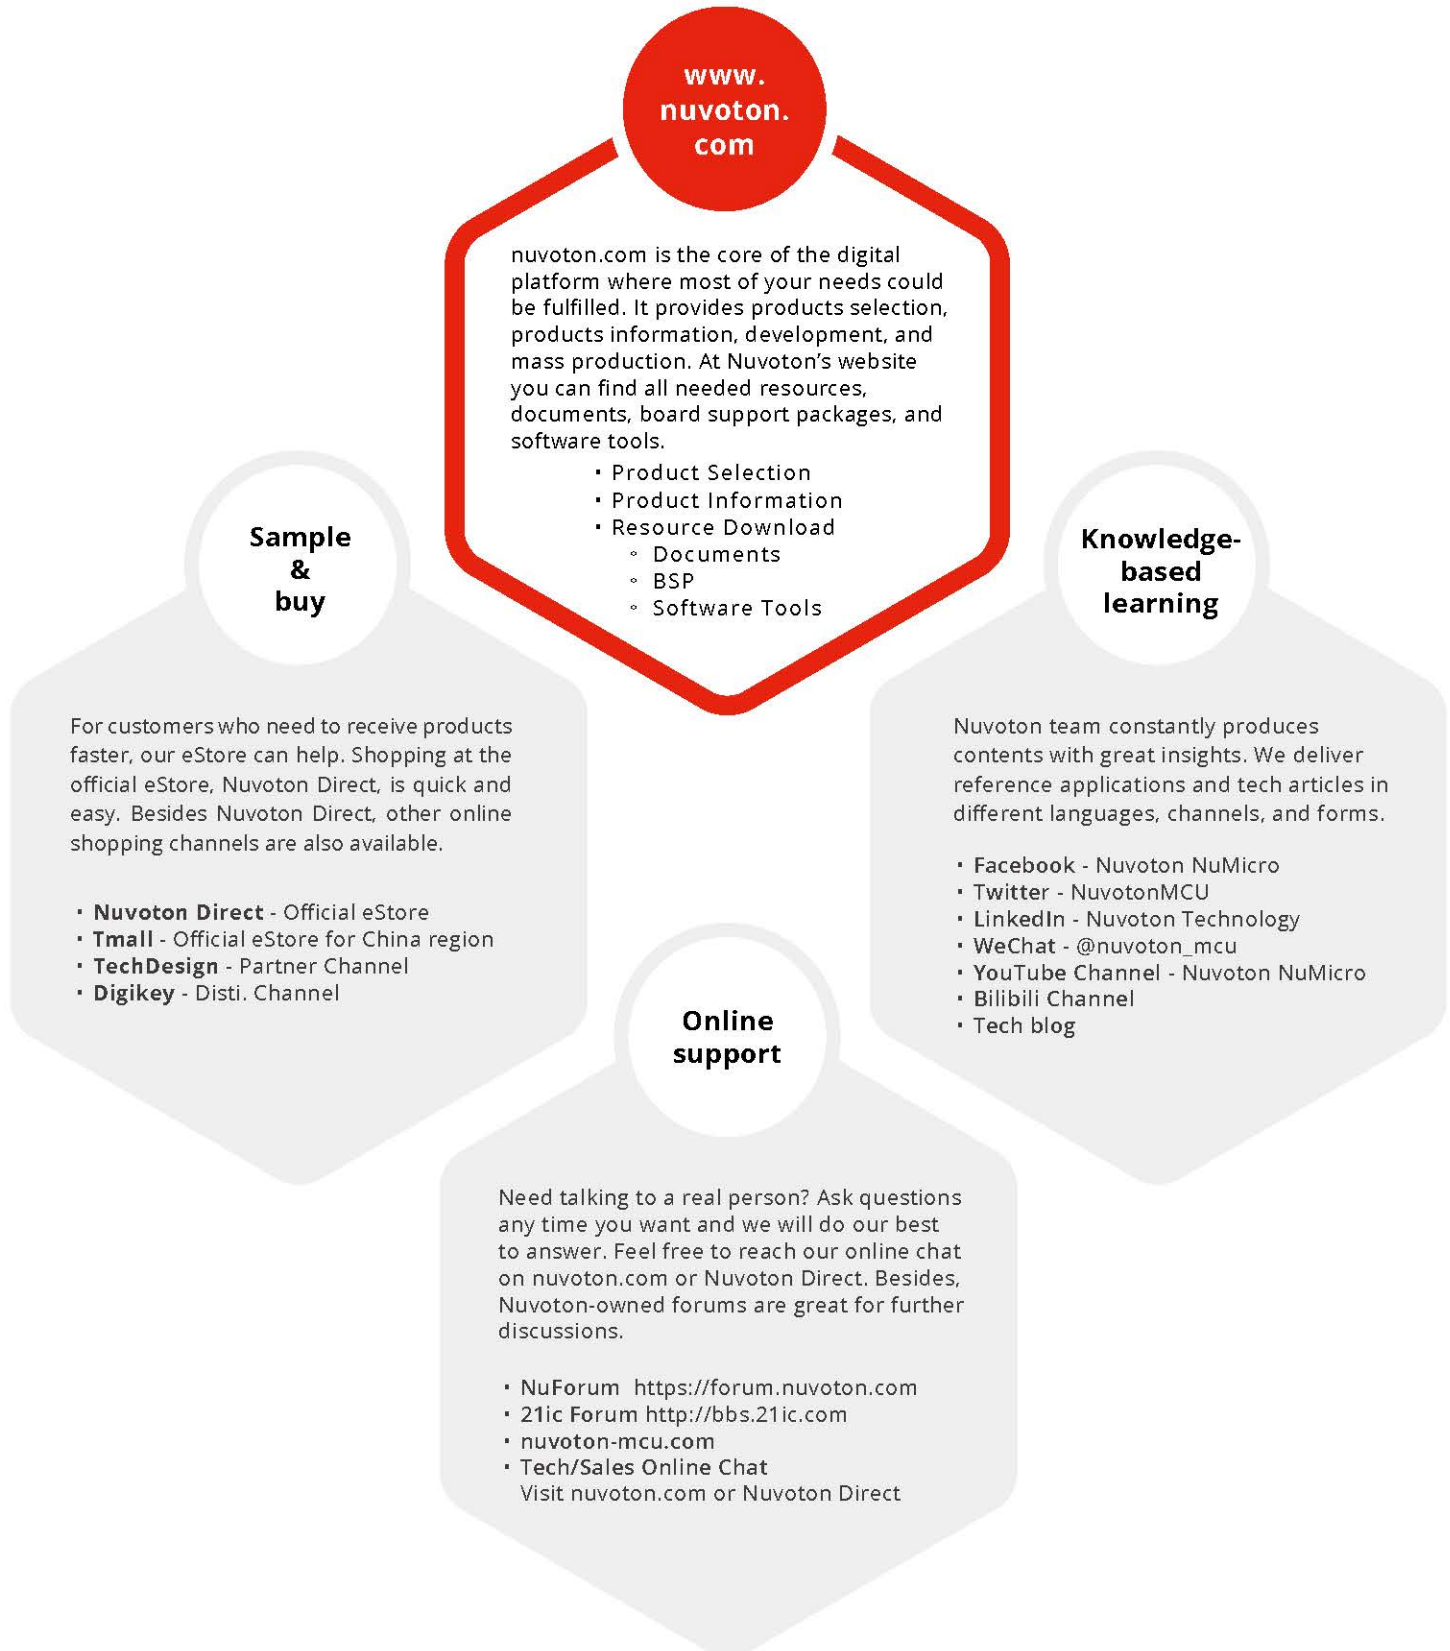 www.
nuvoton.
com
nuvoton.com is the core of the digital
platform where most of your needs could
be fulfilled. It provides products selection,
products information, development, and
mass production. At Nuvoton’s website
you can find all needed resources,
documents, board support packages, and
software tools.
▪ Product Selection
▪ Product Information
▪ Resource Download
◦ Documents
◦ BSP
◦ Software Tools
Sample
&
buy
For customers who need to receive products
faster, our eStore can help. Shopping at the
official eStore, Nuvoton Direct, is quick and
easy. Besides Nuvoton Direct, other online
shopping channels are also available.
▪ Nuvoton Direct - Official eStore
▪ Tmall - Official eStore for China region
▪ TechDesign - Partner Channel
▪ Digikey - Disti. Channel
Knowledge-
based
learning
Nuvoton team constantly produces
contents with great insights. We deliver
reference applications and tech articles in
different languages, channels, and forms.
▪ Facebook - Nuvoton NuMicro
▪ Twitter - NuvotonMCU
▪ LinkedIn - Nuvoton Technology
▪ WeChat - @nuvoton_mcu
▪ YouTube Channel - Nuvoton NuMicro
▪ Bilibili Channel
▪ Tech blog
Online
support
Need talking to a real person? Ask questions
any time you want and we will do our best
to answer. Feel free to reach our online chat
on nuvoton.com or Nuvoton Direct. Besides,
Nuvoton-owned forums are great for further
discussions.
▪ NuForum https://forum.nuvoton.com
▪ 21ic Forum http://bbs.21ic.com
▪ nuvoton-mcu.com
▪ Tech/Sales Online Chat
Visit nuvoton.com or Nuvoton Direct